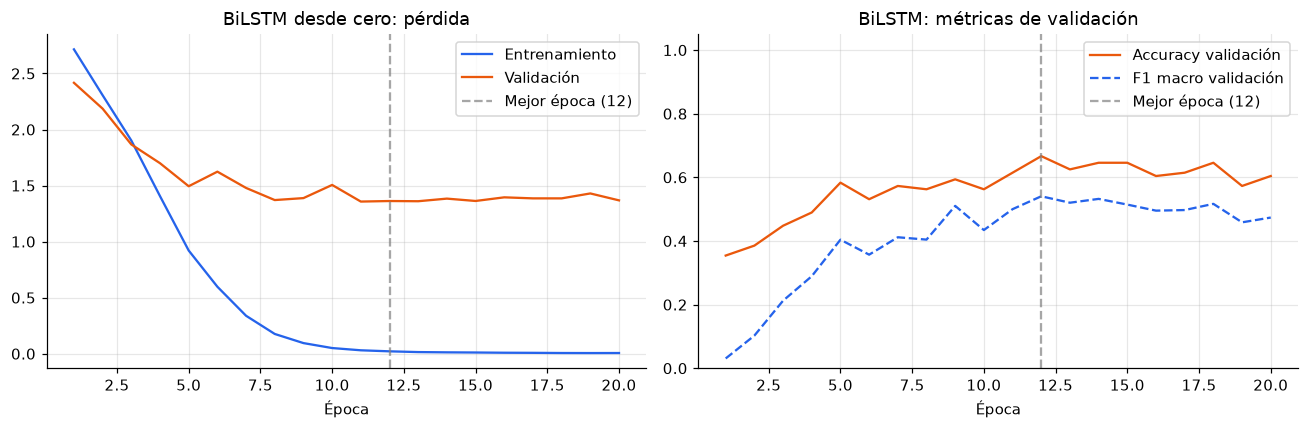 BiLSTM desde cero: pérdida
Entrenamiento
Validación
Mejor época (12)
2.5
2.0
1.5
1.0
0.5
0.0
2.5
5.0
7.5
10.0
12.5
15.0
17.5
20.0
Época
BiLSTM: métricas de validación
Accuracy validación
F1 macro validación
Mejor época (12)
1.0
0.8
0.6
0.4
0.2
0.0
2.5
5.0
7.5
10.0
12.5
15.0
17.5
20.0
Época